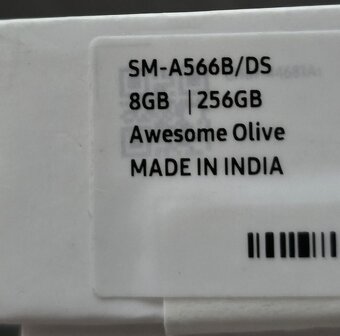 SM-A566B/DS
8GB | 256GB
Awesome Olive
MADE IN INDIA